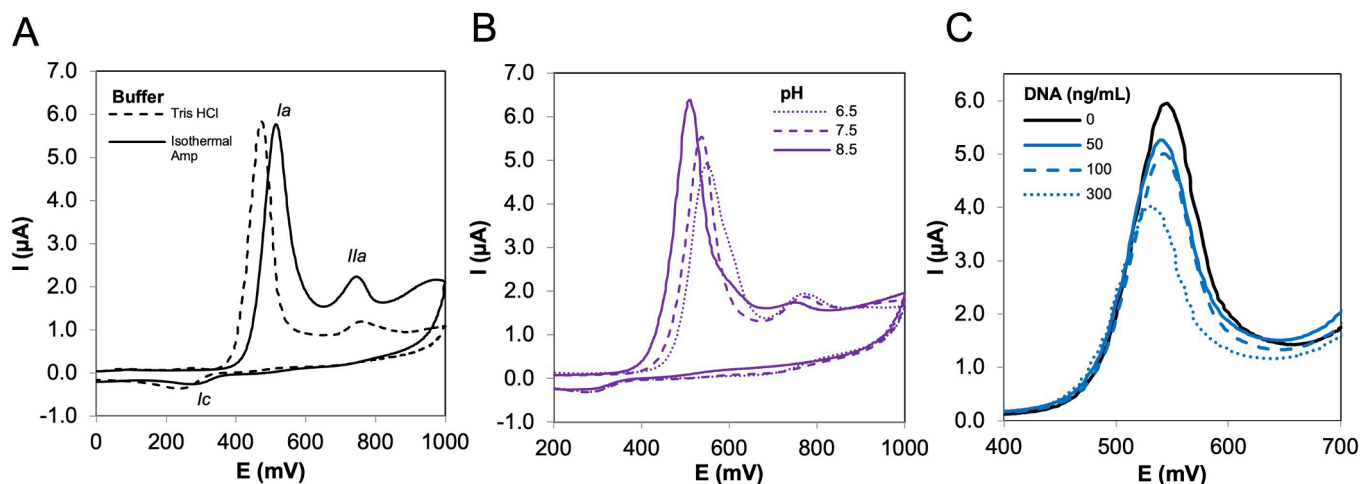 A
7.0
6.0
5.0
4.0
3.0
2.0
1.0
0.0
-1.0
I (µA)
Buffer
Tris HCl
Isothermal
Amp
Ia
IIa
Ic
0
200
400
600
800
1000
E (mV)
B
7.0
6.0
5.0
4.0
3.0
2.0
1.0
0.0
-1.0
I (µA)
pH
6.5
7.5
8.5
200
400
600
800
1000
E (mV)
C
6.0
5.0
4.0
3.0
2.0
1.0
0.0
I (µA)
DNA (ng/mL)
0
50
100
300
400
500
600
700
E (mV)